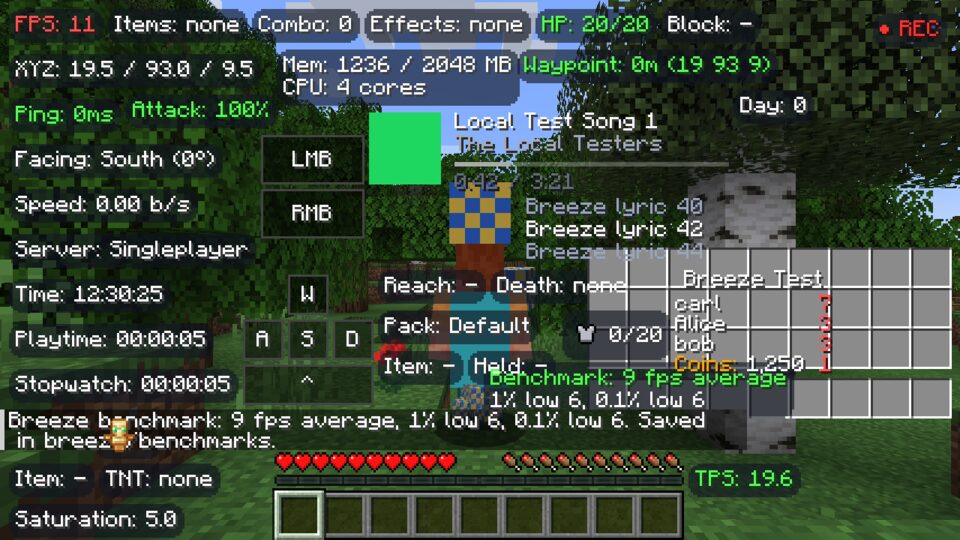 FPS: 11 Items: none Combo: 0 Effects: none HP: 20/20 Block: - REC
XYZ: 19.5 / 93.0 / 9.5
Mem: 1236 / 2048 MB
CPU: 4 cores
Waypoint: 0m (19 93 9)
Day: 0
Ping: 0ms
Attack: 100%
Local Test Song 1
The Local Testers
0:42 / 3:21
Breeze lyric 40
Breeze lyric 42
Breeze lyric 44
Facing: South (0°)
LMB
Speed: 0.00 b/s
RMB
Server: Singleplayer
Time: 12:30:25
W
Reach: - Death: none
Breeze Test
carl 7
Alice 3
bob 3
Coins: 1,250 1
Playtime: 00:00:05
A S D
Pack: Default
0/20
Item: - Held: -
Stopwatch: 00:00:05
^
Benchmark: 9 fps average
1% low 6, 0.1% low 6
Breeze benchmark: 9 fps average, 1% low 6, 0.1% low 6. Saved
in breeze/benchmarks.
Item: - TNT: none
TPS: 19.6
Saturation: 5.0